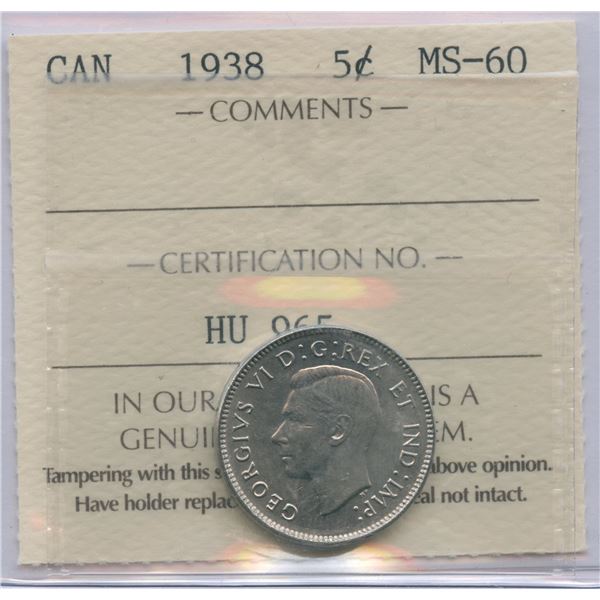 CAN 1938 5¢ MS-60
— COMMENTS —
— CERTIFICATION NO. —
HU 965
GEORGIVS VI D:G:REX ET IND:IMP:
IN OUR IS A
GENUI EM.
Tampering with this s above opinion.
Have holder replac al not intact.